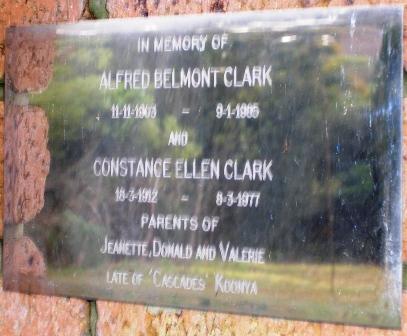 IN MEMORY OF
ALFRED BELMONT CLARK
11-11-1903 – 9-1-1985
AND
CONSTANCE ELLEN CLARK
18-3-1912 – 8-3-1977
PARENTS OF
JEANETTE, DONALD AND VALERIE
LATE OF 'CASCADES' KOONYA